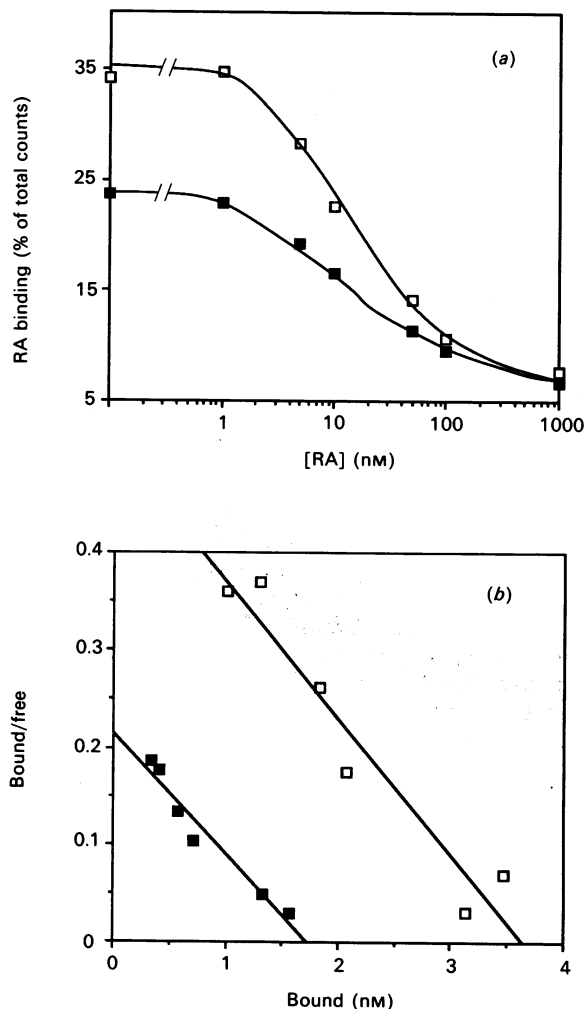 (a)
35
25
15
5
RA binding (% of total counts)
1 10 100 1000
[RA] (nM)
(b)
0.4
0.3
0.2
0.1
0
Bound/free
0 1 2 3 4
Bound (nM)